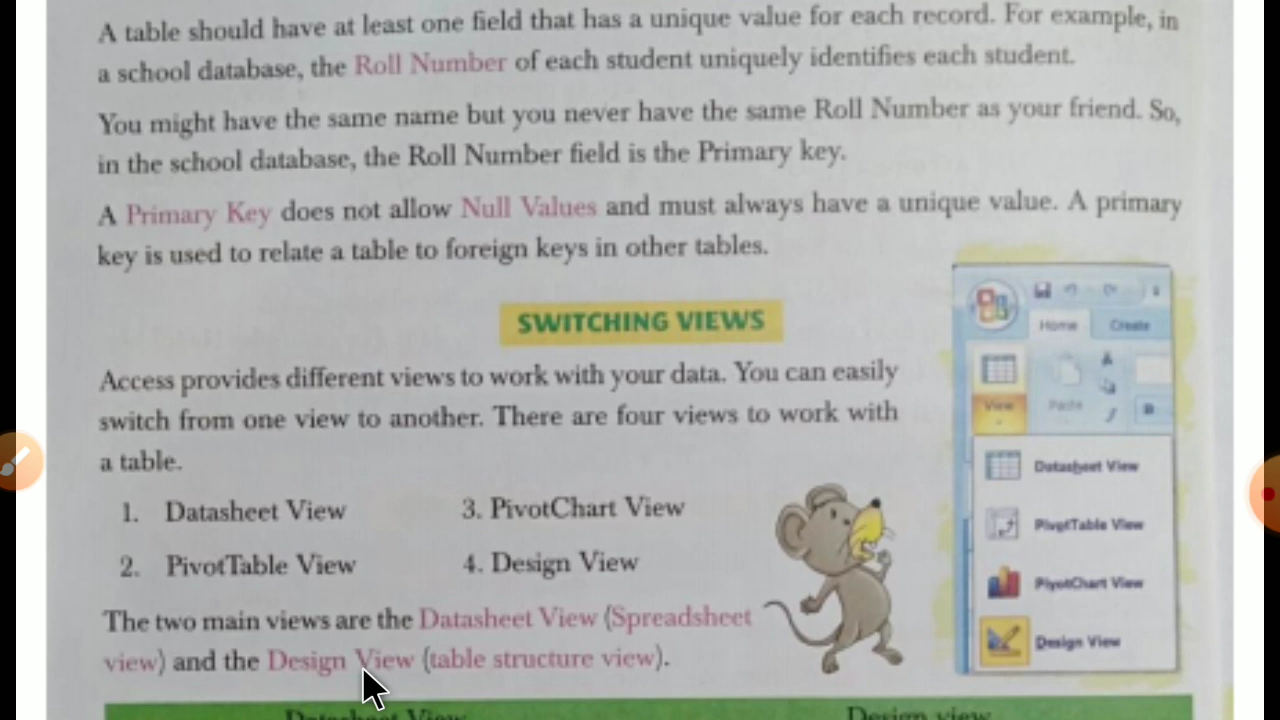 A table should have at least one field that has a unique value for each record. For example, in
a school database, the Roll Number of each student uniquely identifies each student.
You might have the same name but you never have the same Roll Number as your friend. So,
in the school database, the Roll Number field is the Primary key.
A Primary Key does not allow Null Values and must always have a unique value. A primary
key is used to relate a table to foreign keys in other tables.
SWITCHING VIEWS
Access provides different views to work with your data. You can easily
switch from one view to another. There are four views to work with
a table.
1. Datasheet View
3. PivotChart View
2. PivotTable View
4. Design View
The two main views are the Datasheet View (Spreadsheet
view) and the Design View (table structure view).
Home Create
View Paste
Datasheet View
PivotTable View
PivotChart View
Design View
Datasheet View Design view